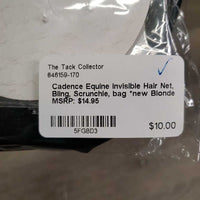 The Tack Collector
646159-170
Cadence Equine Invisible Hair Net,
Bling, Scrunchie, bag *new Blonde
MSRP: $14.95
5FGBD3
$10.00